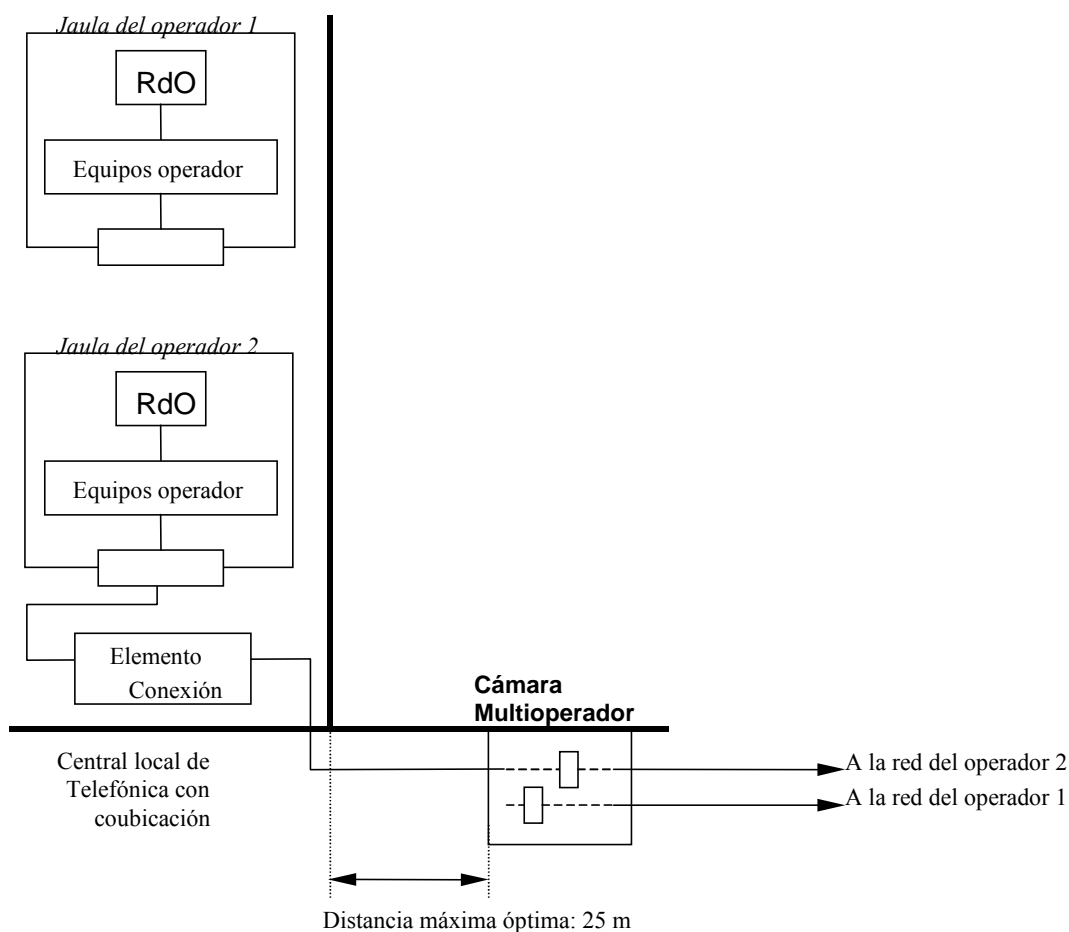 Jaula del operador 1
RdO
Equipos operador
Jaula del operador 2
RdO
Equipos operador
Elemento
Conexión
Cámara
Multioperador
Central local de
Telefónica con
coubicación
A la red del operador 2
A la red del operador 1
Distancia máxima óptima: 25 m